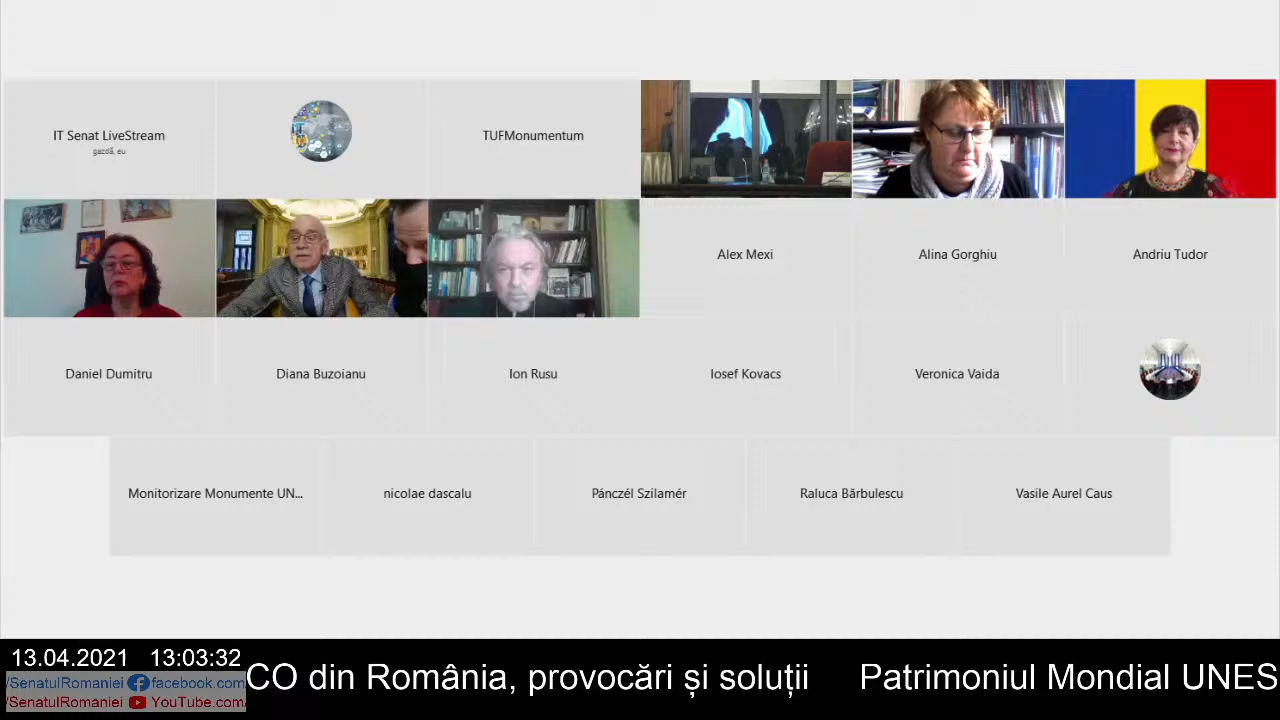 IT Senat LiveStream
gazdă, eu
TUFMonumentum
Alex Mexi
Alina Gorghiu
Andriu Tudor
Daniel Dumitru
Diana Buzoianu
Ion Rusu
Iosef Kovacs
Veronica Vaida
Monitorizare Monumente UN...
nicolae dascalu
Pánczél Szilamér
Raluca Bărbulescu
Vasile Aurel Caus
13.04.2021 13:03:32
/SenatulRomaniei facebook.com/
/SenatulRomaniei YouTube.com/
CO din România, provocări și soluții Patrimoniul Mondial UNES